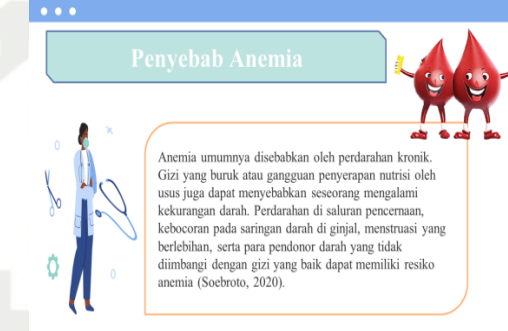 Penyebab Anemia
Anemia umumnya disebabkan oleh perdarahan kronik.
Gizi yang buruk atau gangguan penyerapan nutrisi oleh
usus juga dapat menyebabkan seseorang mengalami
kekurangan darah. Perdarahan di saluran pencernaan,
kebocoran pada saringan darah di ginjal, menstruasi yang
berlebihan, serta para pendonor darah yang tidak
diimbangi dengan gizi yang baik dapat memiliki resiko
anemia (Soebroto, 2020).